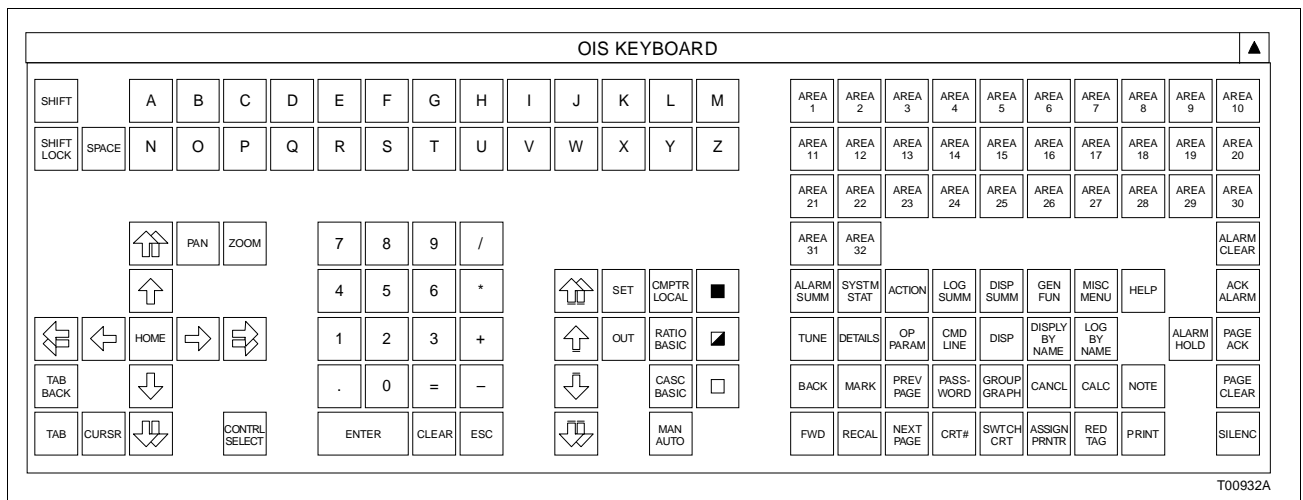 OIS KEYBOARD
SHIFT A B C D E F G H I J K L M AREA 1 AREA 2 AREA 3 AREA 4 AREA 5 AREA 6 AREA 7 AREA 8 AREA 9 AREA 10
SHIFT LOCK SPACE N O P Q R S T U V W X Y Z AREA 11 AREA 12 AREA 13 AREA 14 AREA 15 AREA 16 AREA 17 AREA 18 AREA 19 AREA 20
AREA 21 AREA 22 AREA 23 AREA 24 AREA 25 AREA 26 AREA 27 AREA 28 AREA 29 AREA 30
PAN ZOOM 7 8 9 / AREA 31 AREA 32 ALARM CLEAR
4 5 6 * SET CMPTR LOCAL ALARM SUMM SYSTM STAT ACTION LOG SUMM DISP SUMM GEN FUN MISC MENU HELP ACK ALARM
HOME 1 2 3 + OUT RATIO BASIC TUNE DETAILS OP PARAM CMD LINE DISP DISPLY BY NAME LOG BY NAME ALARM HOLD PAGE ACK
TAB BACK . 0 = – CASC BASIC BACK MARK PREV PAGE PASS- WORD GROUP GRAPH CANCL CALC NOTE PAGE CLEAR
TAB CURSR CONTRL SELECT ENTER CLEAR ESC MAN AUTO FWD RECAL NEXT PAGE CRT# SWTCH CRT ASSIGN PRNTR RED TAG PRINT SILENC
T00932A